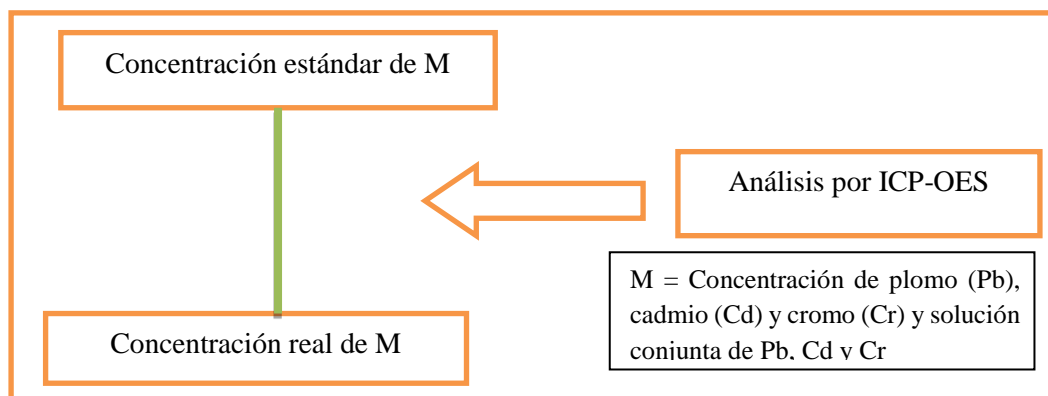 Concentración estándar de M
Análisis por ICP-OES
M = Concentración de plomo (Pb),
cadmio (Cd) y cromo (Cr) y solución
conjunta de Pb, Cd y Cr
Concentración real de M